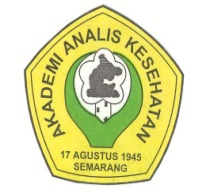 AKADEMI ANALIS KESEHATAN
17 AGUSTUS 1945
SEMARANG